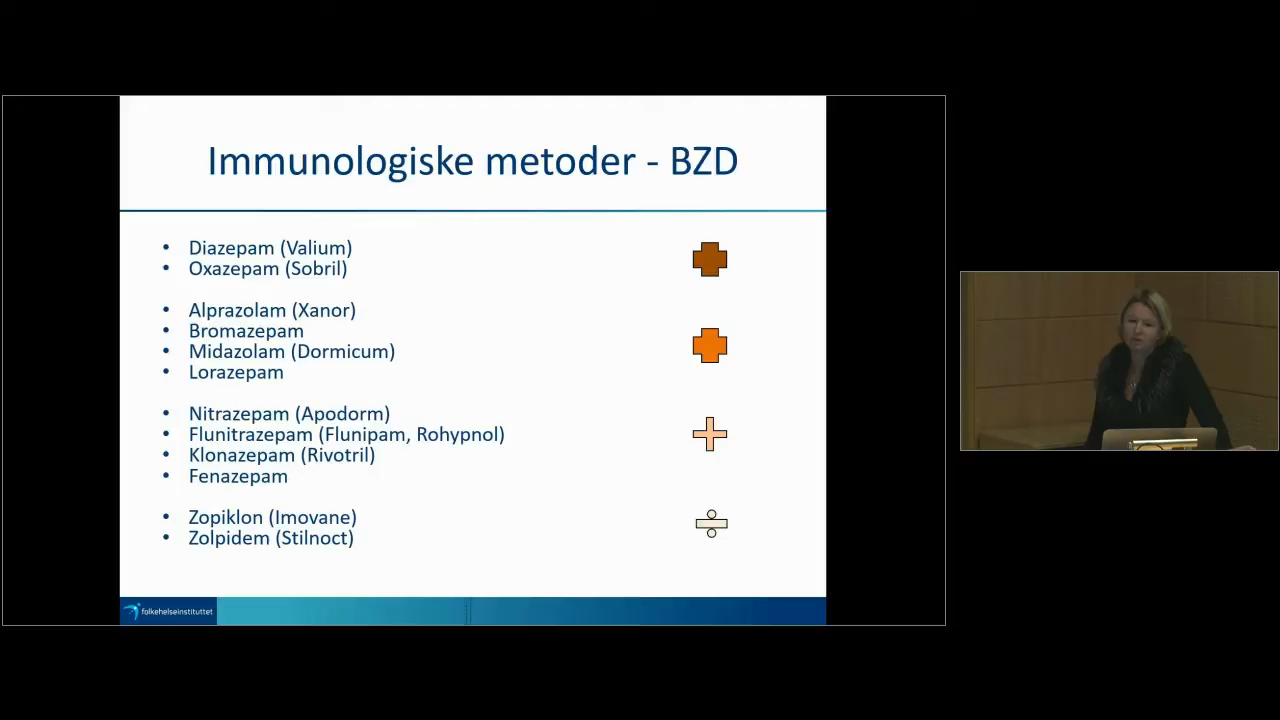 Immunologiske metoder - BZD
• Diazepam (Valium)
• Oxazepam (Sobril)
• Alprazolam (Xanor)
• Bromazepam
• Midazolam (Dormicum)
• Lorazepam
• Nitrazepam (Apodorm)
• Flunitrazepam (Flunipam, Rohypnol)
• Klonazepam (Rivotril)
• Fenazepam
• Zopiklon (Imovane)
• Zolpidem (Stilnoct)
folkehelseinstituttet